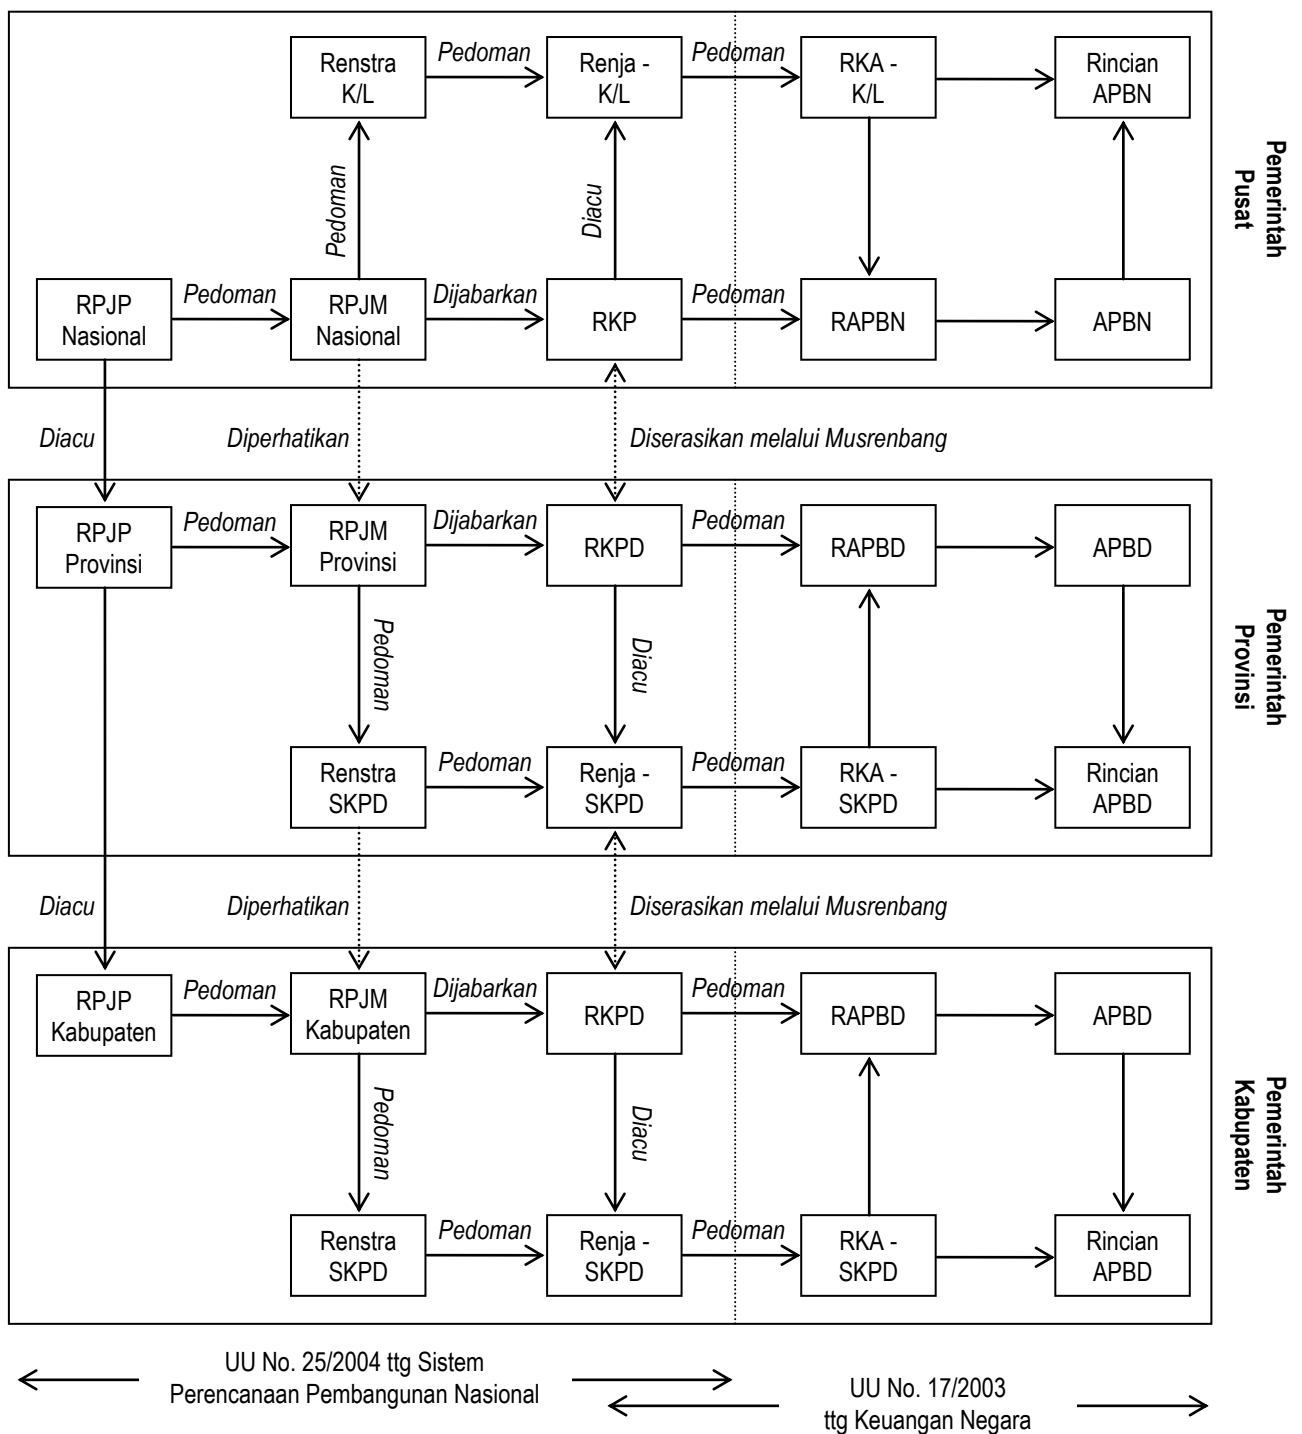 Pedoman
Pedoman
Renstra
K/L
Renja -
K/L
RKA -
K/L
Rincian
APBN
Pedoman
Diacu
Pemerintah
Pusat
RPJP
Nasional
Pedoman
RPJM
Nasional
Dijabarkan
RKP
Pedoman
RAPBN
APBN
Diacu
Diperhatikan
Diserasikan melalui Musrenbang
RPJP
Provinsi
Pedoman
RPJM
Provinsi
Dijabarkan
RKPD
Pedoman
RAPBD
APBD
Pedoman
Diacu
Pemerintah
Provinsi
Renstra
SKPD
Pedoman
Renja -
SKPD
Pedoman
RKA -
SKPD
Rincian
APBD
Diacu
Diperhatikan
Diserasikan melalui Musrenbang
RPJP
Kabupaten
Pedoman
RPJM
Kabupaten
Dijabarkan
RKPD
Pedoman
RAPBD
APBD
Pedoman
Diacu
Pemerintah
Kabupaten
Renstra
SKPD
Pedoman
Renja -
SKPD
Pedoman
RKA -
SKPD
Rincian
APBD
UU No. 25/2004 ttg Sistem
Perencanaan Pembangunan Nasional
UU No. 17/2003
ttg Keuangan Negara